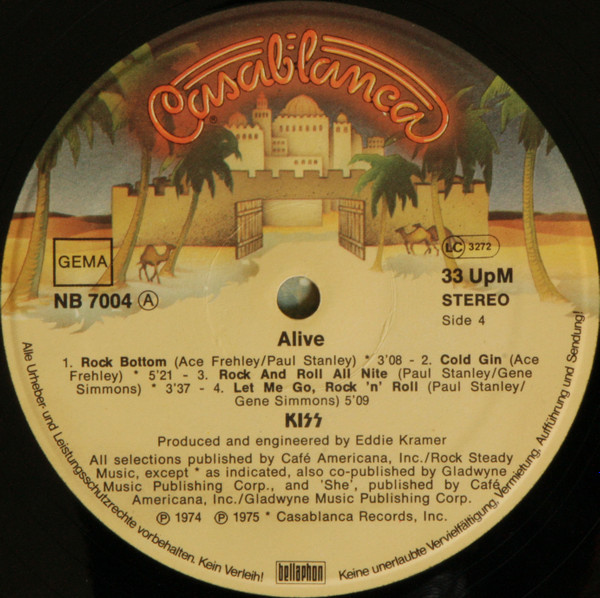 Casablanca
®
GEMA
NB 7004 Ⓐ
LC 3272
33 UpM
STEREO
Side 4
Alive
1. Rock Bottom (Ace Frehley/Paul Stanley) * 3'08 - 2. Cold Gin (Ace
Frehley) * 5'21 - 3. Rock And Roll All Nite (Paul Stanley/Gene
Simmons) * 3'37 - 4. Let Me Go, Rock 'n' Roll (Paul Stanley/
Gene Simmons) 5'09
KISS
Produced and engineered by Eddie Kramer
All selections published by Café Americana, Inc./Rock Steady
Music, except * as indicated, also co-published by Gladwyne
Music Publishing Corp., and 'She', published by Café
Americana, Inc./Gladwyne Music Publishing Corp.
Ⓟ 1974 Ⓟ 1975 * Casablanca Records, Inc.
Alle Urheber und Leistungsschutzrechte vorbehalten. Kein Verleih!
bellaphon
Keine unerlaubte Vervielfältigung, Vermietung, Aufführung und Sendung!